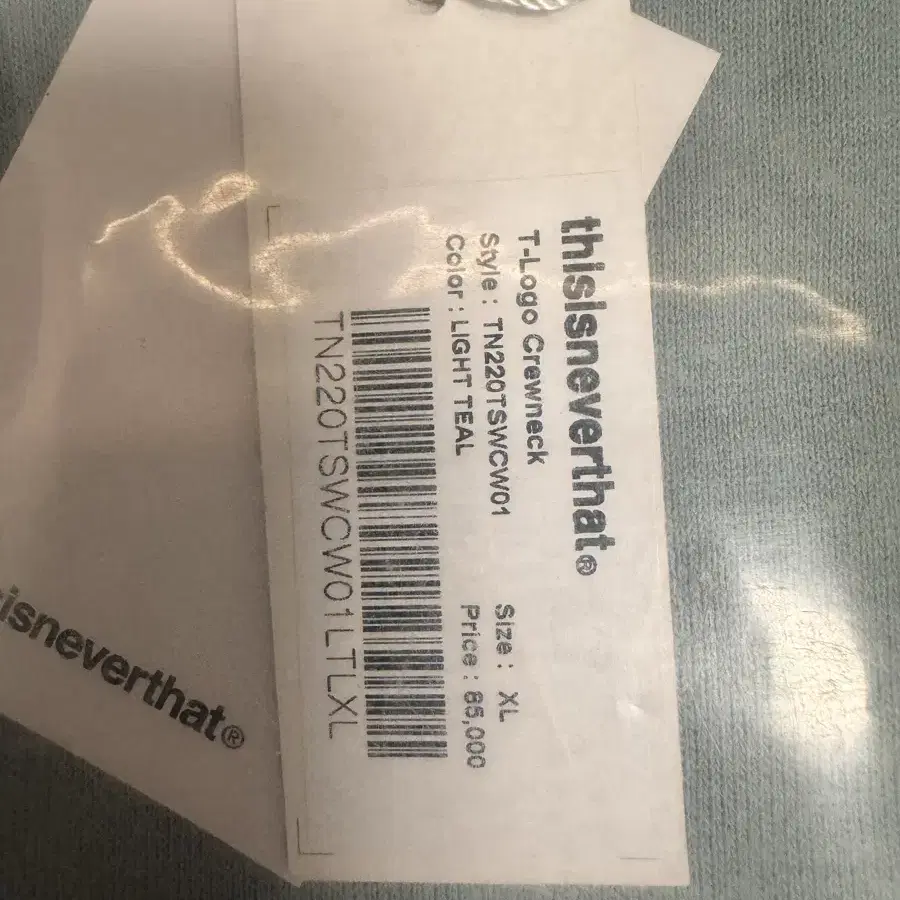 thisisneverthat®
T-Logo Crewneck
Style : TN220TSWCW01 Size : XL
Color : LIGHT TEAL Price : 85,000
TN220TSWCW01LTLXL
isneverthat®